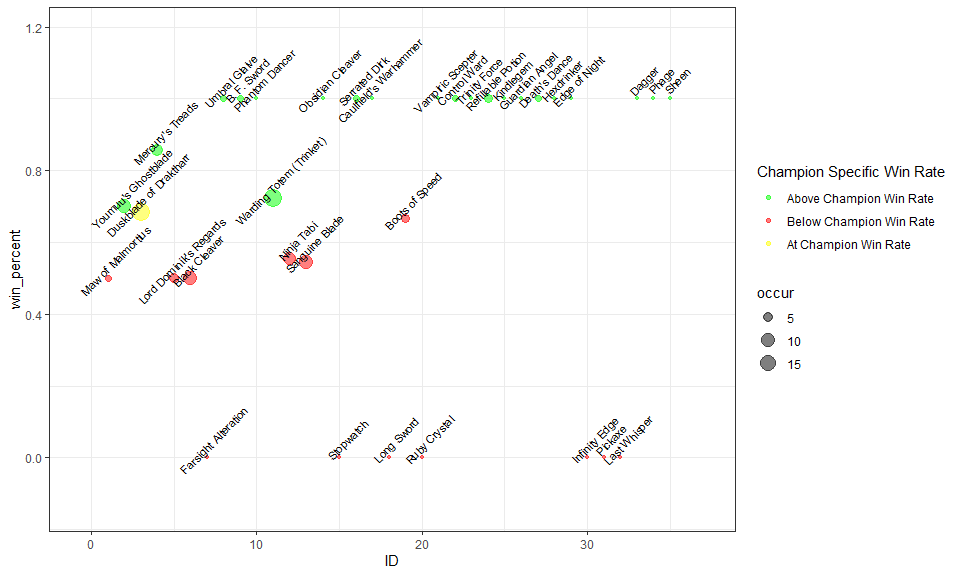 1.2
0.8
0.4
0.0
win_percent
Umbral Glaive
B. F. Sword
Phantom Dancer
Obsidian Cleaver
Serrated Dirk
Caulfield's Warhammer
Vampiric Scepter
Control Ward
Trinity Force
Refillable Potion
Kindlegem
Guardian Angel
Death's Dance
Hexdrinker
Edge of Night
Dagger
Phage
Sheen
Mercury's Treads
Youmuu's Ghostblade
Duskblade of Draktharr
Warding Totem (Trinket)
Boots of Speed
Maw of Malmortius
Lord Dominik's Regards
Black Cleaver
Ninja Tabi
Sanguine Blade
Farsight Alteration
Stopwatch
Long Sword
Ruby Crystal
Infinity Edge
Pickaxe
Last Whisper
0
10
20
30
ID
Champion Specific Win Rate
Above Champion Win Rate
Below Champion Win Rate
At Champion Win Rate
occur
5
10
15